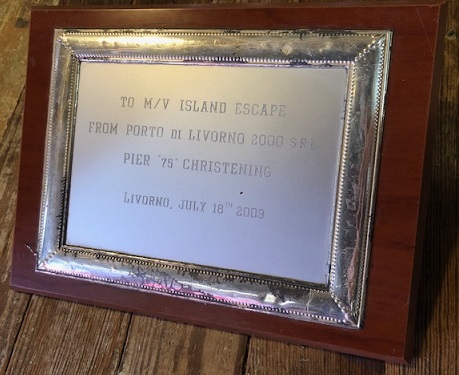 TO M/V ISLAND ESCAPE
FROM PORTO DI LIVORNO 2000 S.R.L
PIER "75" CHRISTENING
LIVORNO, JULY 18TH 2009